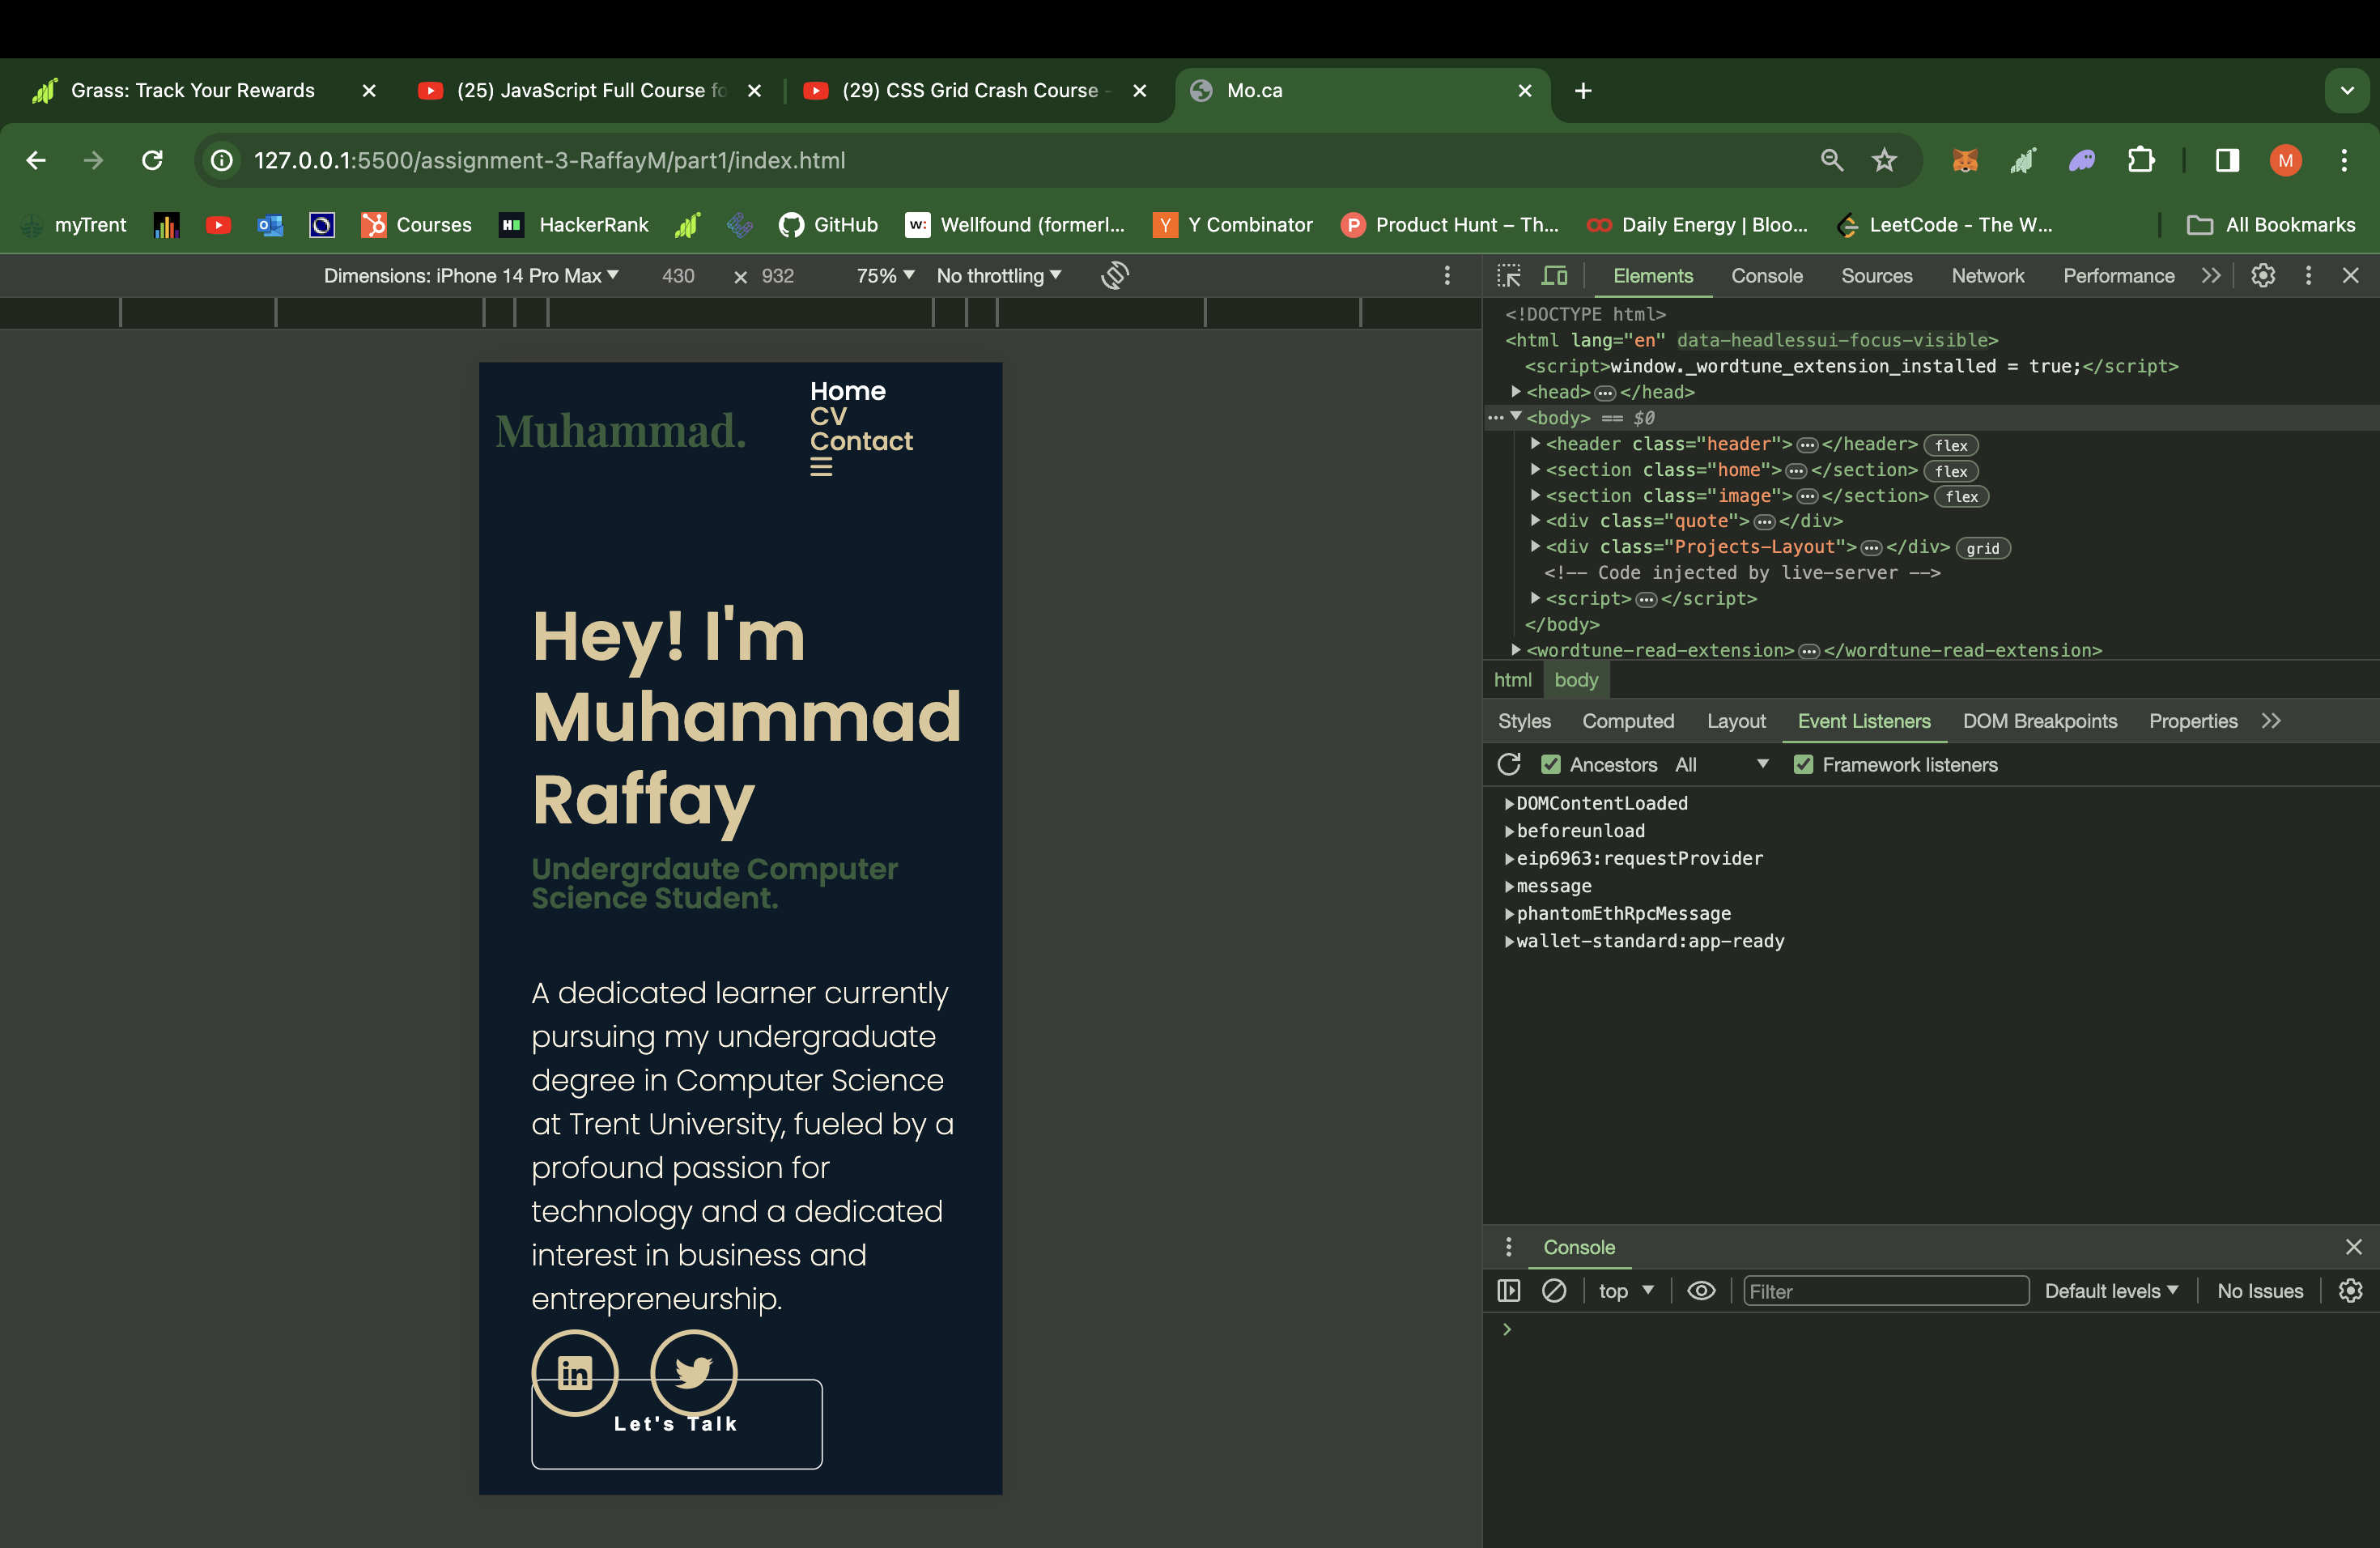 Grass: Track Your Rewards
(25) JavaScript Full Course fo
(29) CSS Grid Crash Course -
Mo.ca
127.0.0.1:5500/assignment-3-RaffayM/part1/index.html
M
myTrent
Courses
HackerRank
GitHub
w: Wellfound (formerl...
Y Y Combinator
P Product Hunt – Th...
Daily Energy | Bloo...
LeetCode - The W...
All Bookmarks
Dimensions: iPhone 14 Pro Max 430 × 932 75% No throttling
Elements Console Sources Network Performance
<!DOCTYPE html>
<html lang="en" data-headlessui-focus-visible>
<script>window._wordtune_extension_installed = true;</script>
<head>…</head>
<body> == $0
<header class="header">…</header> flex
<section class="home">…</section> flex
<section class="image">…</section> flex
<div class="quote">…</div>
<div class="Projects-Layout">…</div> grid
<!-- Code injected by live-server -->
<script>…</script>
</body>
<wordtune-read-extension>…</wordtune-read-extension>
html body
Styles Computed Layout Event Listeners DOM Breakpoints Properties
Ancestors All Framework listeners
DOMContentLoaded
beforeunload
eip6963:requestProvider
message
phantomEthRpcMessage
wallet-standard:app-ready
Console
top Filter Default levels No Issues
Muhammad.
Home
CV
Contact
Hey! I'm
Muhammad
Raffay
Undergrdaute Computer
Science Student.
A dedicated learner currently
pursuing my undergraduate
degree in Computer Science
at Trent University, fueled by a
profound passion for
technology and a dedicated
interest in business and
entrepreneurship.
in
Let's Talk